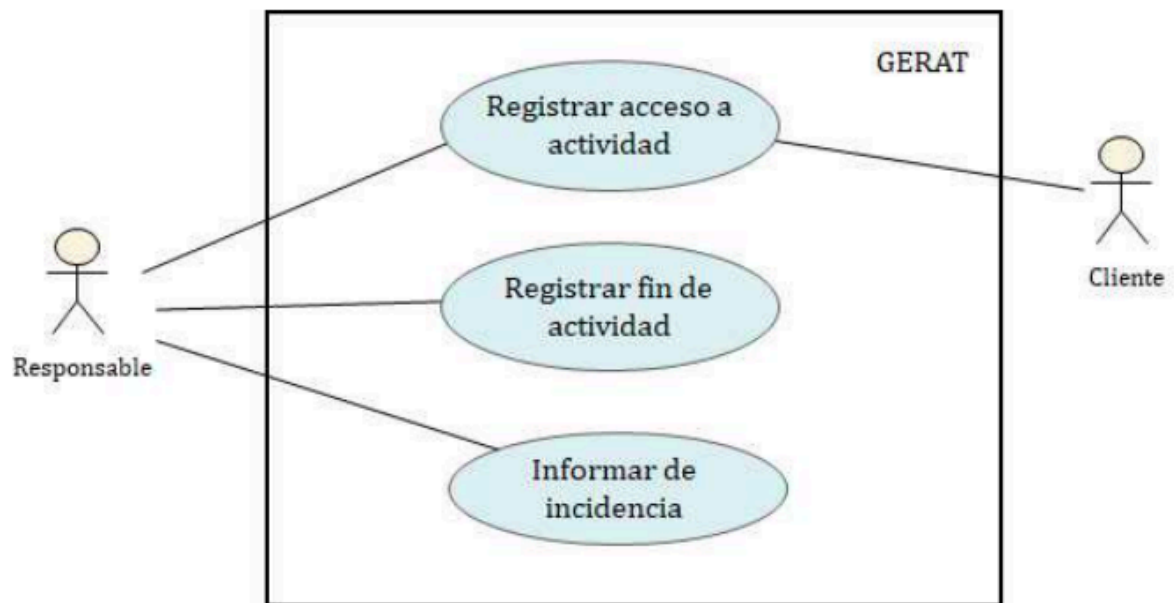 GERAT
Registrar acceso a
actividad
Cliente
Registrar fin de
actividad
Responsable
Informar de
incidencia